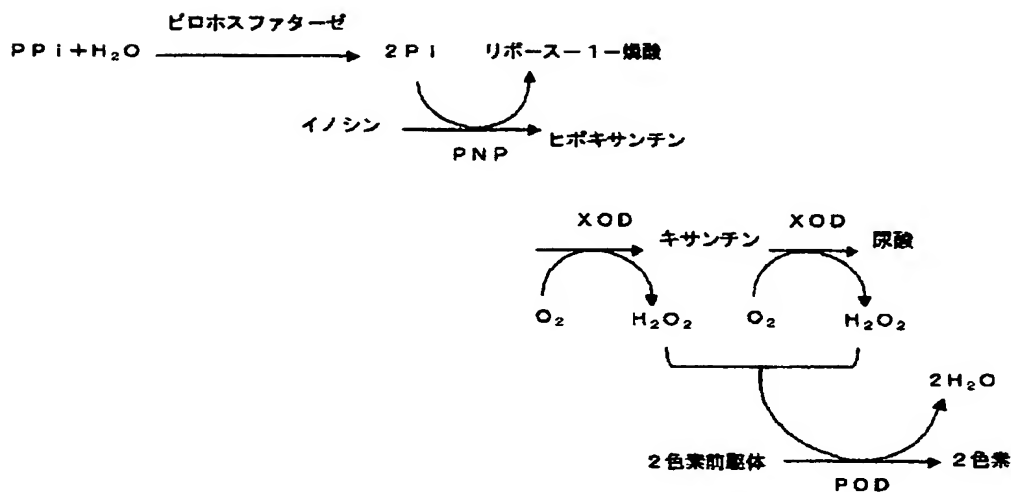 ピロホスファターゼ
PPi+H₂O 2Pi リボース-1-燐酸
イノシン ヒポキサンチン
PNP
XOD XOD
キサンチン 尿酸
O₂ H₂O₂ O₂ H₂O₂
2H₂O
2色素前駆体 2色素
POD